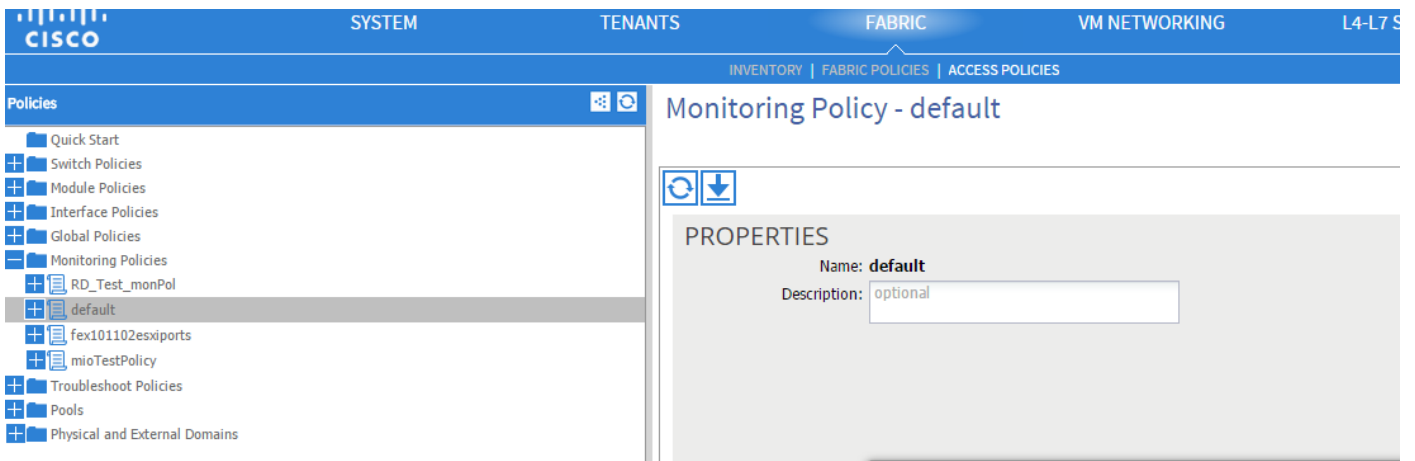 CISCO
SYSTEM TENANTS FABRIC VM NETWORKING L4-L7 S
INVENTORY | FABRIC POLICIES | ACCESS POLICIES
Policies
Quick Start
Switch Policies
Module Policies
Interface Policies
Global Policies
Monitoring Policies
RD_Test_monPol
default
fex101102esxiports
mioTestPolicy
Troubleshoot Policies
Pools
Physical and External Domains
Monitoring Policy - default
PROPERTIES
Name: default
Description: optional